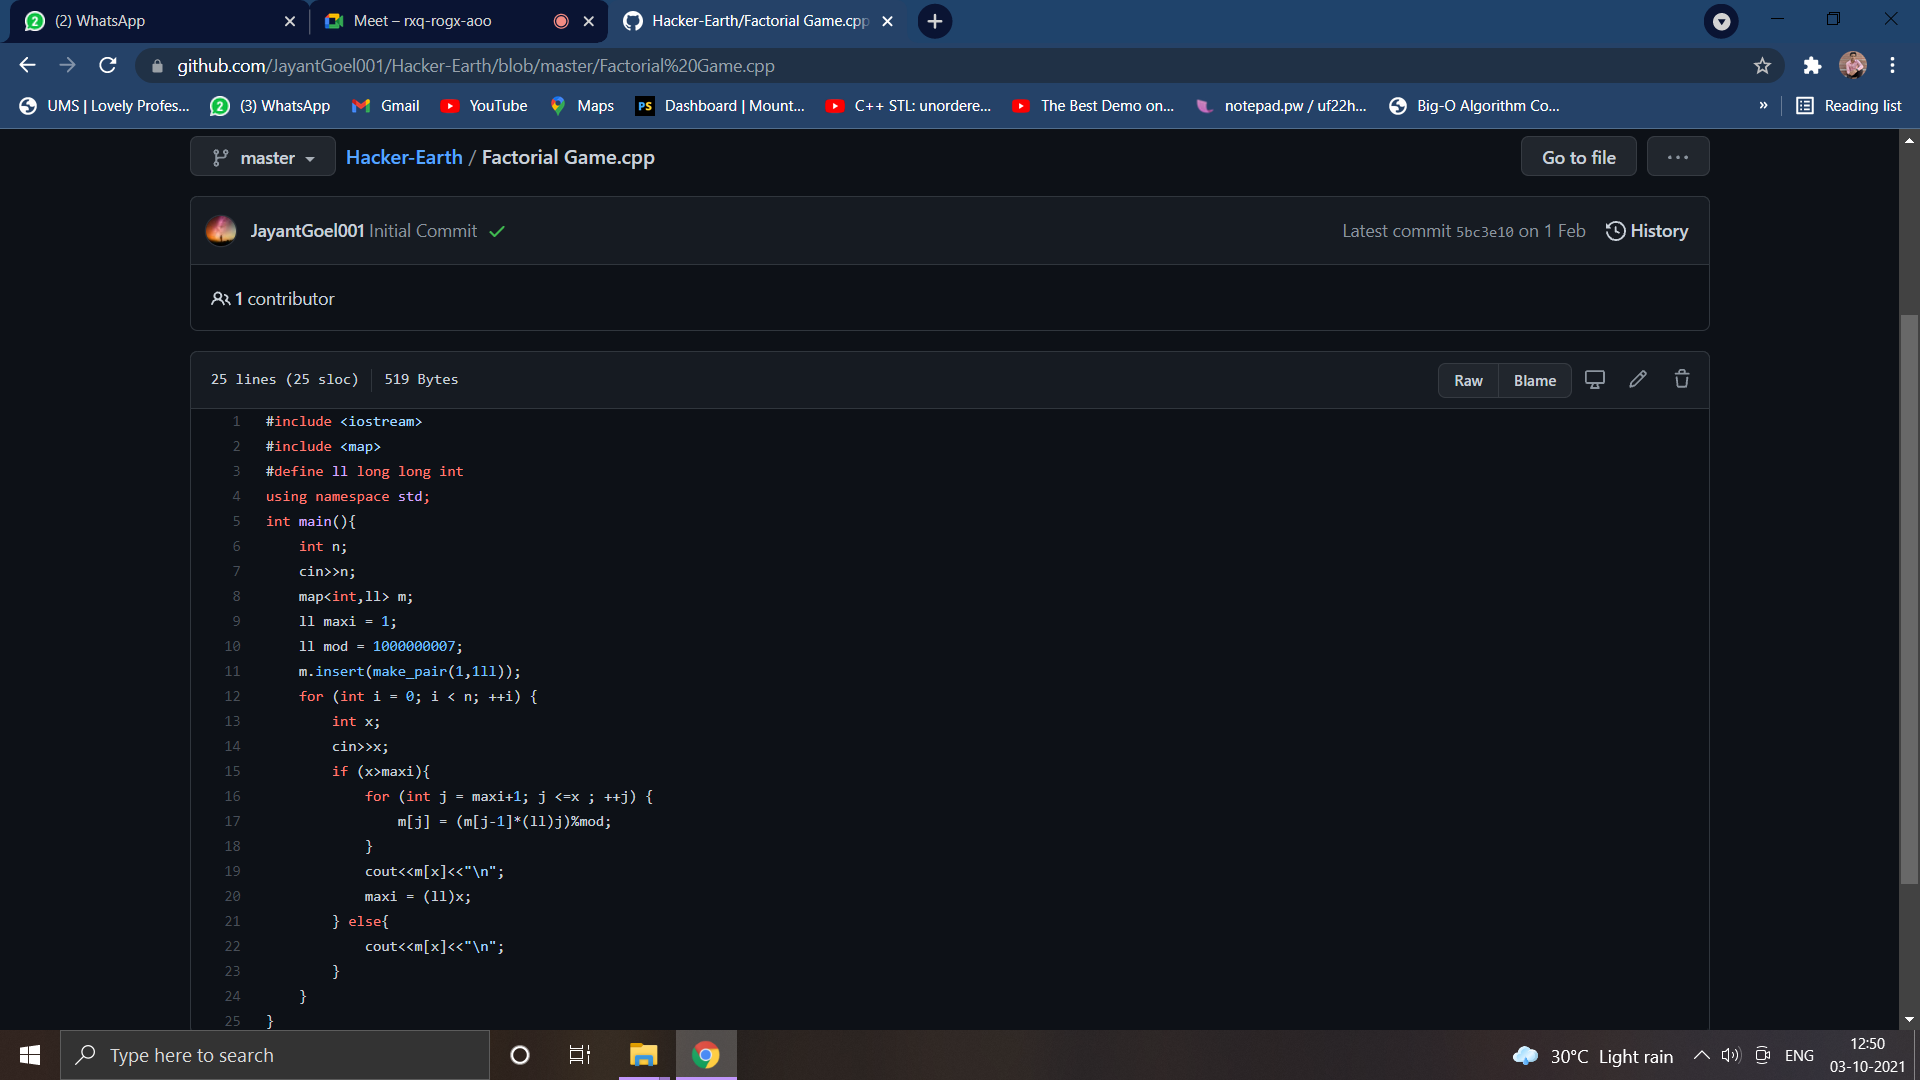 (2) WhatsApp
Meet – rxq-rogx-aoo
Hacker-Earth/Factorial Game.cpp
github.com/JayantGoel001/Hacker-Earth/blob/master/Factorial%20Game.cpp
UMS | Lovely Profes...
(3) WhatsApp
Gmail
YouTube
Maps
PS
Dashboard | Mount...
C++ STL: unordere...
The Best Demo on...
notepad.pw / uf22h...
Big-O Algorithm Co...
»
Reading list
master
Hacker-Earth / Factorial Game.cpp
Go to file
...
JayantGoel001 Initial Commit
Latest commit 5bc3e10 on 1 Feb
History
1 contributor
25 lines (25 sloc)
519 Bytes
Raw
Blame
1 #include <iostream>
2 #include <map>
3 #define ll long long int
4 using namespace std;
5 int main(){
6     int n;
7     cin>>n;
8     map<int,ll> m;
9     ll maxi = 1;
10     ll mod = 1000000007;
11     m.insert(make_pair(1,1ll));
12     for (int i = 0; i < n; ++i) {
13         int x;
14         cin>>x;
15         if (x>maxi){
16             for (int j = maxi+1; j <=x ; ++j) {
17                 m[j] = (m[j-1]*(ll)j)%mod;
18             }
19             cout<<m[x]<<"\n";
20             maxi = (ll)x;
21         } else{
22             cout<<m[x]<<"\n";
23         }
24     }
25 }
Type here to search
30°C Light rain
ENG
12:50
03-10-2021